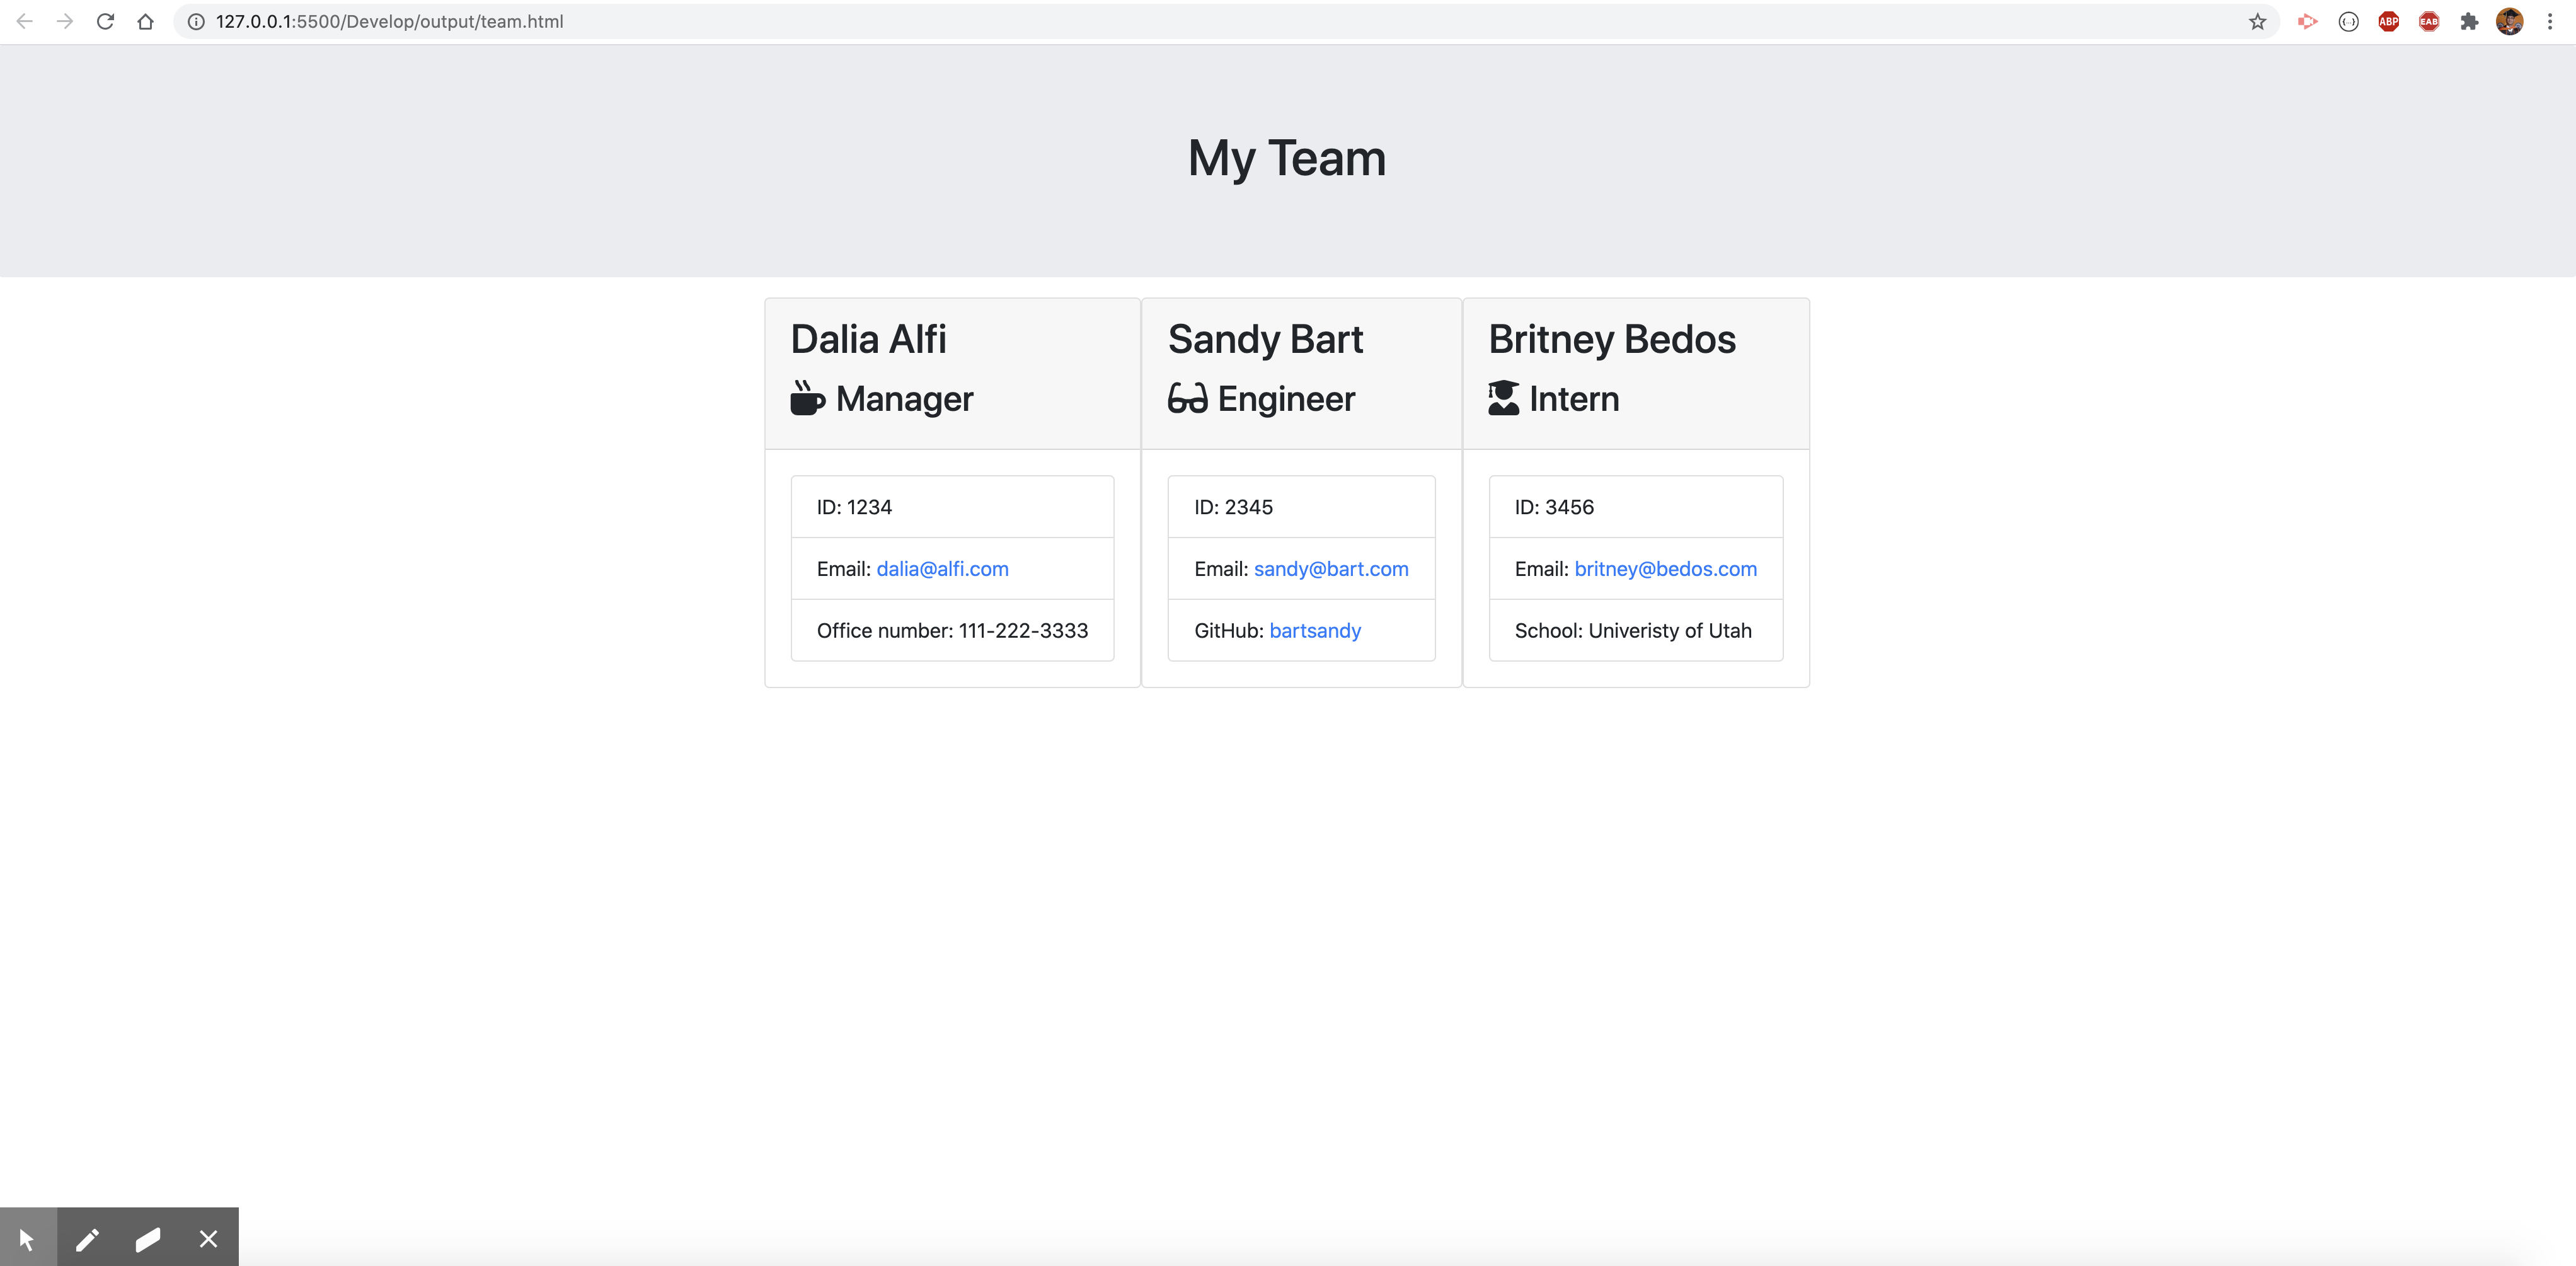 127.0.0.1:5500/Develop/output/team.html
ABP
EAB
My Team
Dalia Alfi
Manager
ID: 1234
Email: dalia@alfi.com
Office number: 111-222-3333
Sandy Bart
Engineer
ID: 2345
Email: sandy@bart.com
GitHub: bartsandy
Britney Bedos
Intern
ID: 3456
Email: britney@bedos.com
School: Univeristy of Utah